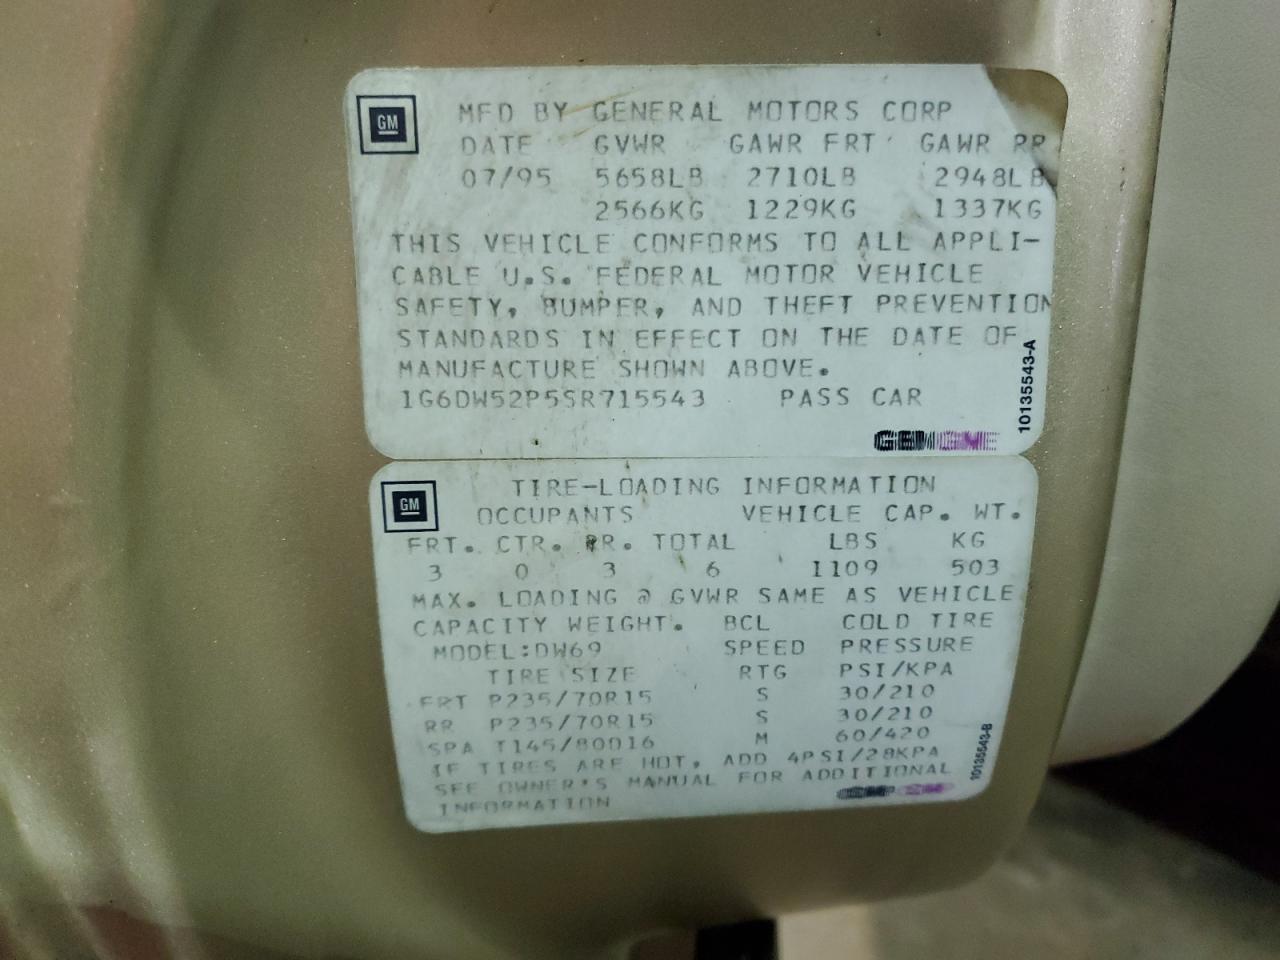 GM
MFD BY GENERAL MOTORS CORP
DATE GVWR GAWR FRT GAWR RR
07/95 5658LB 2710LB 2948LB
2566KG 1229KG 1337KG
THIS VEHICLE CONFORMS TO ALL APPLI-
CABLE U.S. FEDERAL MOTOR VEHICLE
SAFETY, BUMPER, AND THEFT PREVENTION
STANDARDS IN EFFECT ON THE DATE OF
MANUFACTURE SHOWN ABOVE.
1G6DW52P5SR715543 PASS CAR
10135543-A
GM
TIRE-LOADING INFORMATION
OCCUPANTS VEHICLE CAP. WT.
FRT. CTR. RR. TOTAL LBS KG
3 0 3 6 1109 503
MAX. LOADING @ GVWR SAME AS VEHICLE
CAPACITY WEIGHT. BCL COLD TIRE
MODEL:DW69 SPEED PRESSURE
TIRE SIZE RTG PSI/KPA
FRT P235/70R15 S 30/210
RR P235/70R15 S 30/210
SPA T145/80D16 M 60/420
IF TIRES ARE HOT, ADD 4PSI/28KPA
SEE OWNER'S MANUAL FOR ADDITIONAL
INFORMATION
10135543-B